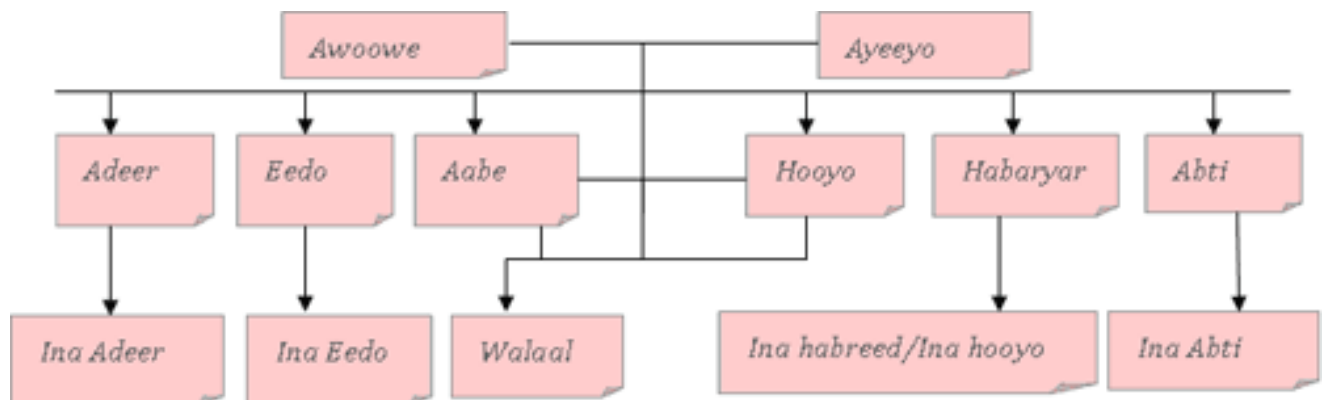 Awoowe
Ayeeyo
Adeer
Eedo
Aabe
Hooyo
Habaryar
Abti
Ina Adeer
Ina Eedo
Walaal
Ina habreed/Ina hooyo
Ina Abti